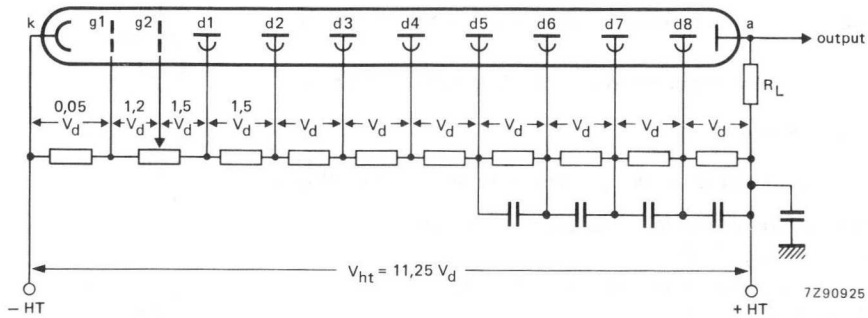 k g1 g2 d1 d2 d3 d4 d5 d6 d7 d8 a
output
R_L
0,05 1,2 1,5 1,5
V_d V_d V_d V_d V_d V_d V_d V_d V_d V_d V_d
V_ht = 11,25 V_d
7Z90925
– HT + HT